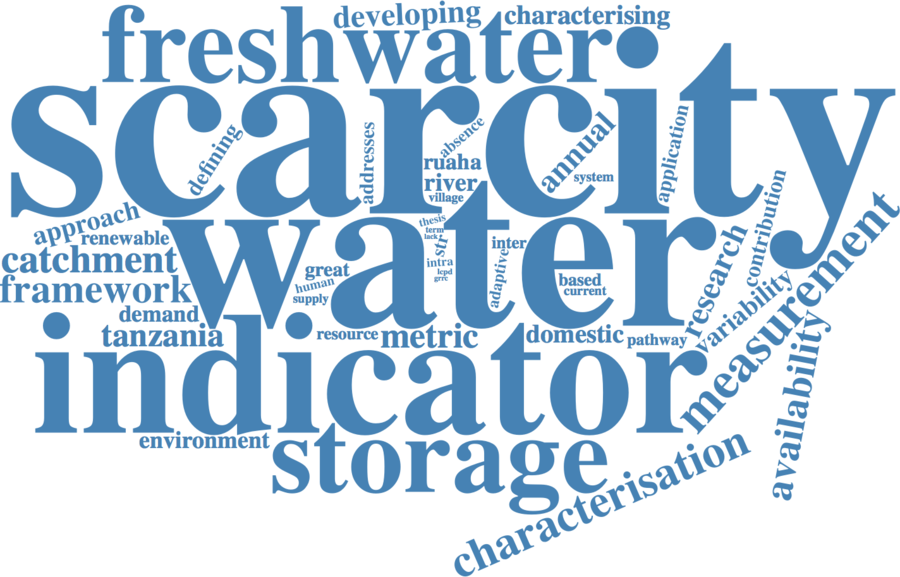 developing
characterising
freshwater
scarcity
defining
addresses
absence
ruaha
river
village
annual
system
application
contribution
approach
renewable
catchment
framework
demand
tanzania
water
great
human
supply
thesis
term
lack
str
intra
lcpd
grrc
inter
adaptive
based
current
research
variability
measurement
availability
indicator
resource
metric
domestic
pathway
environment
storage
characterisation